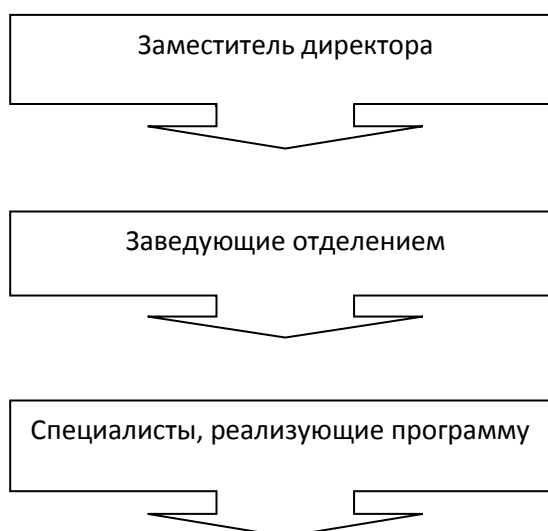 Заместитель директора
Заведующие отделением
Специалисты, реализующие программу